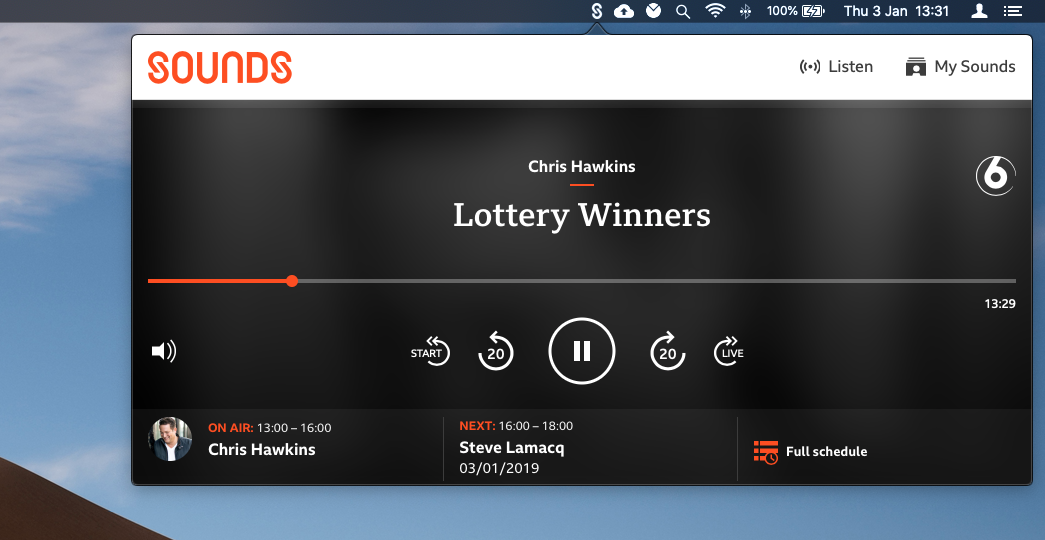 100% Thu 3 Jan 13:31
SOUNDS Listen My Sounds
Chris Hawkins
6
Lottery Winners
13:29
START 20 20 LIVE
ON AIR: 13:00 – 16:00
Chris Hawkins
NEXT: 16:00 – 18:00
Steve Lamacq
03/01/2019
Full schedule